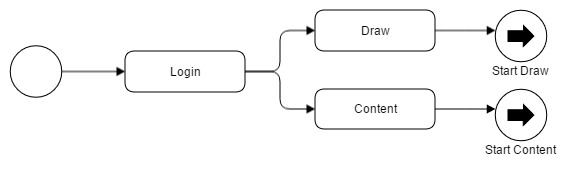 Draw
Start Draw
Login
Content
Start Content